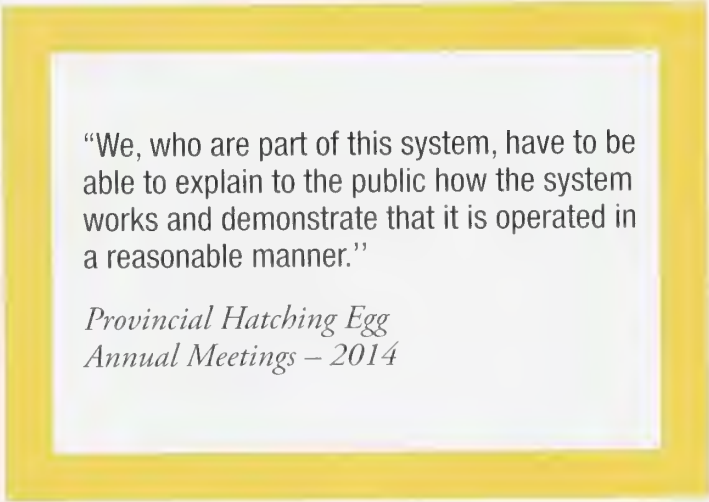 “We, who are part of this system, have to be
able to explain to the public how the system
works and demonstrate that it is operated in
a reasonable manner.’’
Provincial Hatching Egg
Annual Meetings – 2014